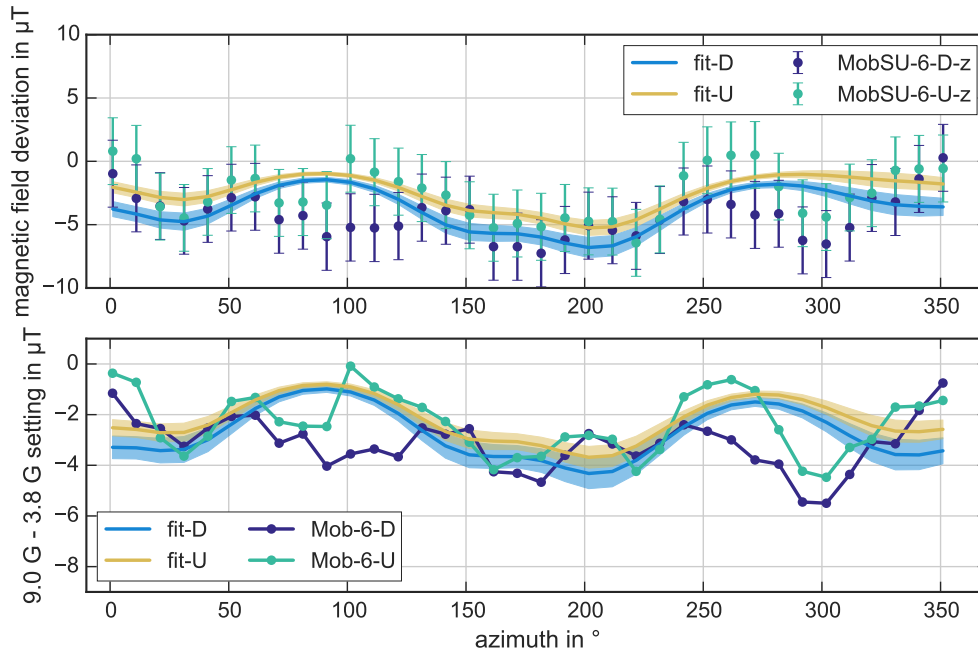 magnetic field deviation in µT
10
5
0
−5
−10
fit-D
fit-U
MobSU-6-D-z
MobSU-6-U-z
0 50 100 150 200 250 300 350
9.0 G - 3.8 G setting in µT
0
−2
−4
−6
−8
fit-D
fit-U
Mob-6-D
Mob-6-U
0 50 100 150 200 250 300 350
azimuth in °